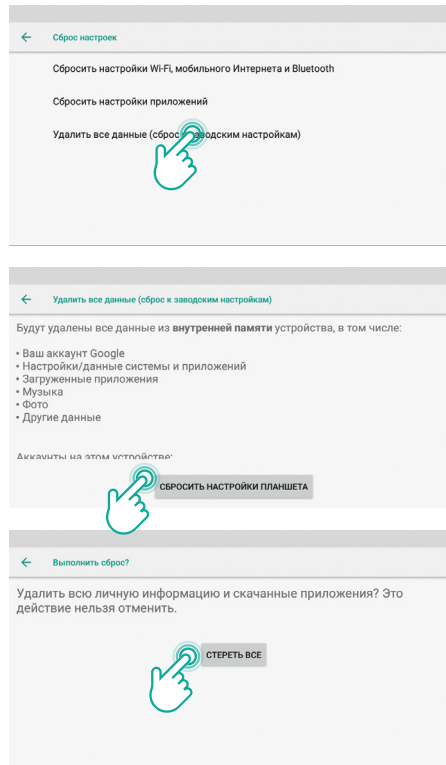 Сброс настроек
Сбросить настройки Wi-Fi, мобильного Интернета и Bluetooth
Сбросить настройки приложений
Удалить все данные (сброс заводским настройкам)
Удалить все данные (сброс к заводским настройкам)
Будут удалены все данные из внутренней памяти устройства, в том числе:
• Ваш аккаунт Google
• Настройки/данные системы и приложений
• Загруженные приложения
• Музыка
• Фото
• Другие данные
Аккаунты на этом устройстве:
СБРОСИТЬ НАСТРОЙКИ ПЛАНШЕТА
Выполнить сброс?
Удалить всю личную информацию и скачанные приложения? Это
действие нельзя отменить.
СТЕРЕТЬ ВСЕ